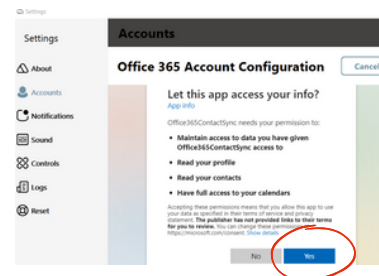 Settings
Settings
Accounts
About
Office 365 Account Configuration
Cancel
Accounts
Let this app access your info?
App info
Notifications
Office365ContactSync needs your permission to:
Sound
• Maintain access to data you have given
Office365ContactSync access to
Controls
• Read your profile
Logs
• Read your contacts
Reset
• Have full access to your calendars
Accepting these permissions means that you allow this app to use
your data as specified in their terms of service and privacy
statement. The publisher has not provided links to their terms
for you to review. You can change these permissions at
https://microsoft.com/consent. Show details
No
Yes